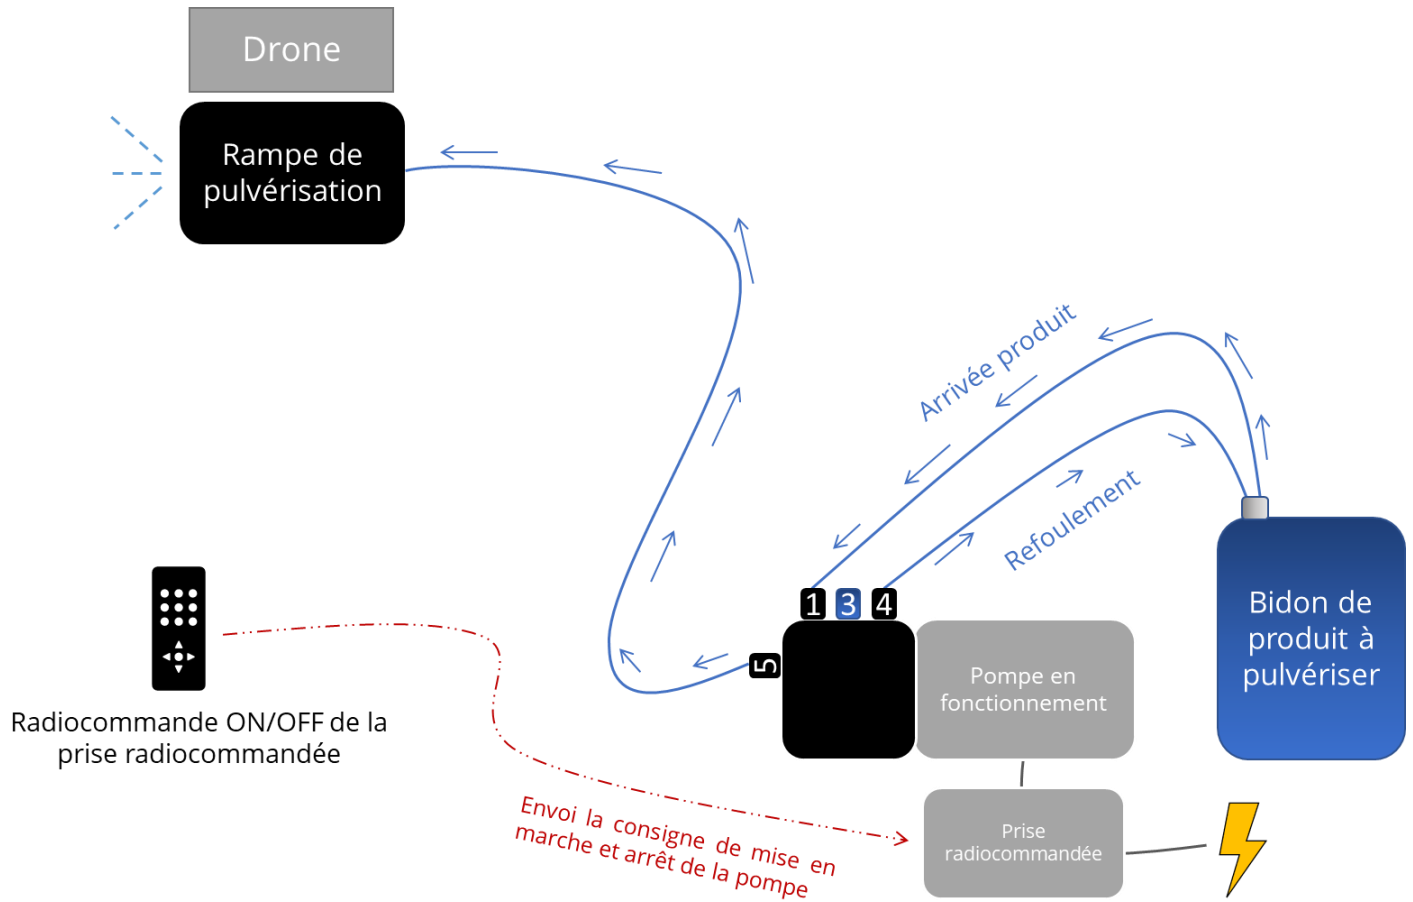 Drone
Rampe de
pulvérisation
Arrivée produit
Refoulement
1
3
4
5
Bidon de
produit à
pulvériser
Pompe en
fonctionnement
Radiocommande ON/OFF de la
prise radiocommandée
Envoi la consigne de mise en
marche et arrêt de la pompe
Prise
radiocommandée